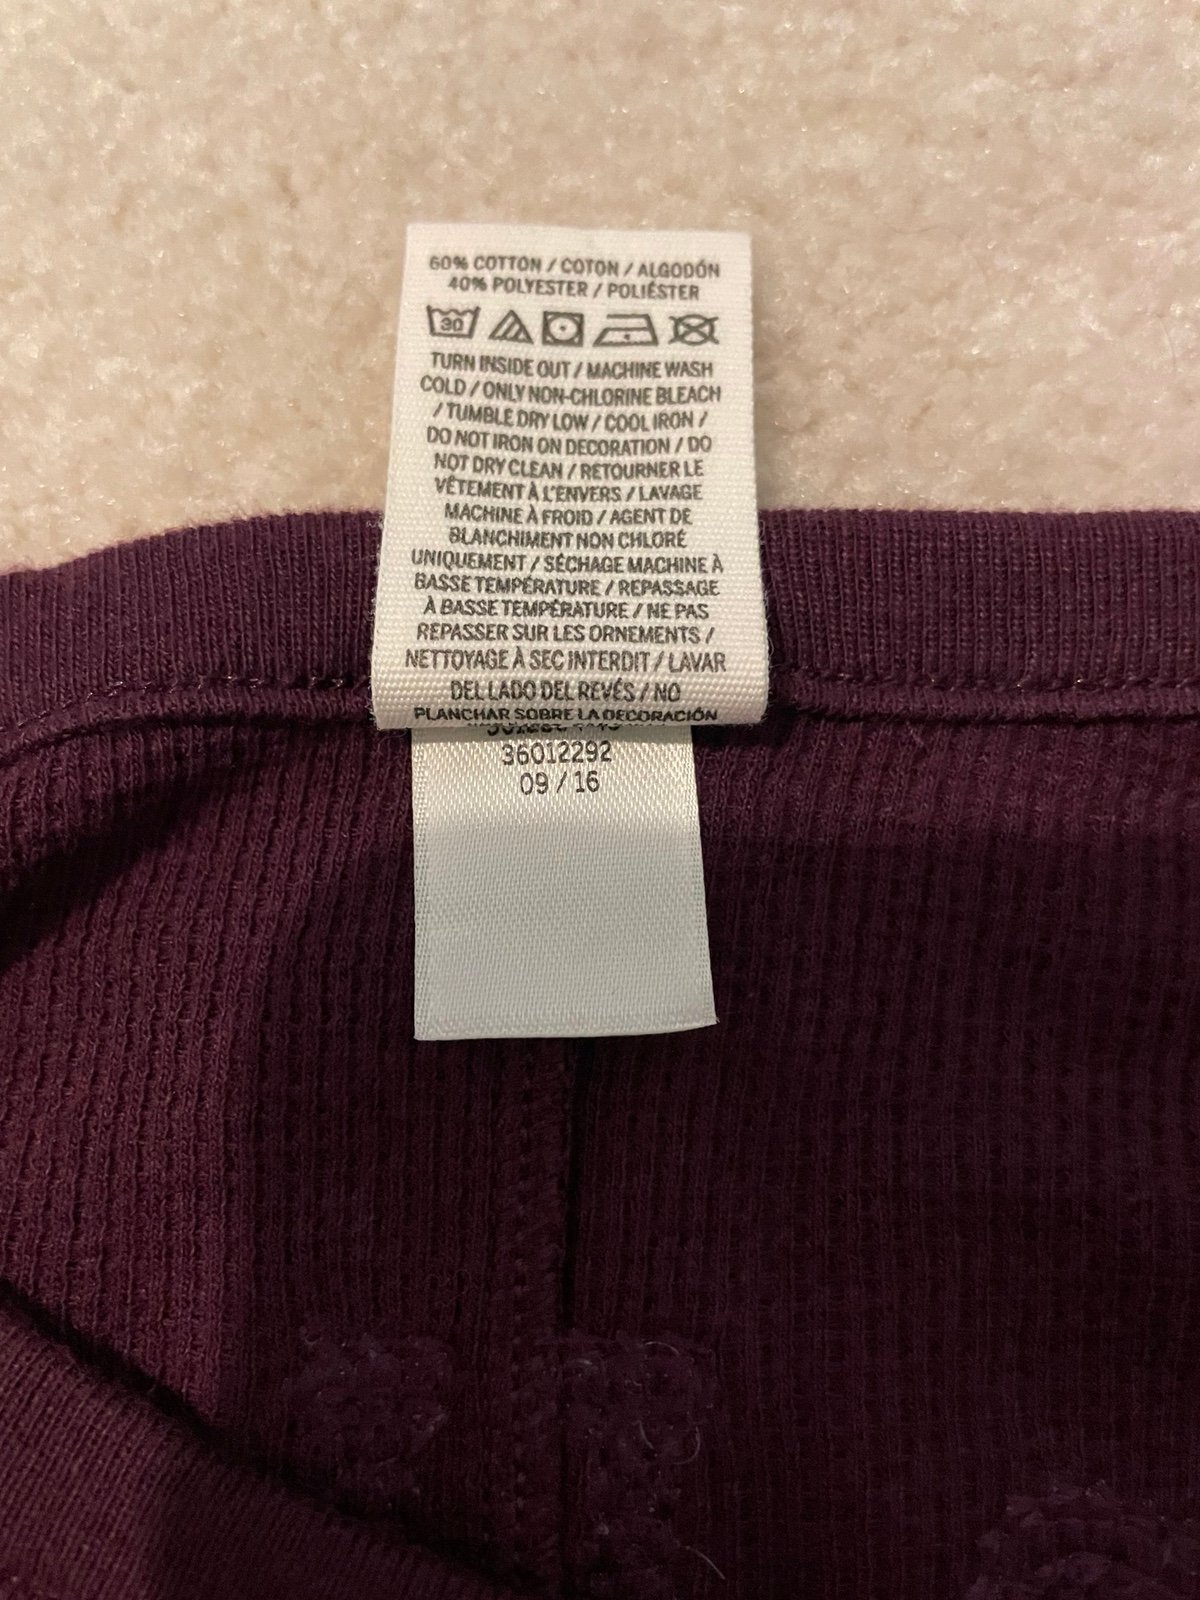 60% COTTON / COTON / ALGODÓN
40% POLYESTER / POLIÉSTER
30
TURN INSIDE OUT / MACHINE WASH
COLD / ONLY NON-CHLORINE BLEACH
/ TUMBLE DRY LOW / COOL IRON /
DO NOT IRON ON DECORATION / DO
NOT DRY CLEAN / RETOURNER LE
VÊTEMENT À L'ENVERS / LAVAGE
MACHINE À FROID / AGENT DE
BLANCHIMENT NON CHLORÉ
UNIQUEMENT / SÉCHAGE MACHINE À
BASSE TEMPÉRATURE / REPASSAGE
À BASSE TEMPÉRATURE / NE PAS
REPASSER SUR LES ORNEMENTS /
NETTOYAGE À SEC INTERDIT / LAVAR
DEL LADO DEL REVÉS / NO
PLANCHAR SOBRE LA DECORACIÓN
36012292
09 / 16